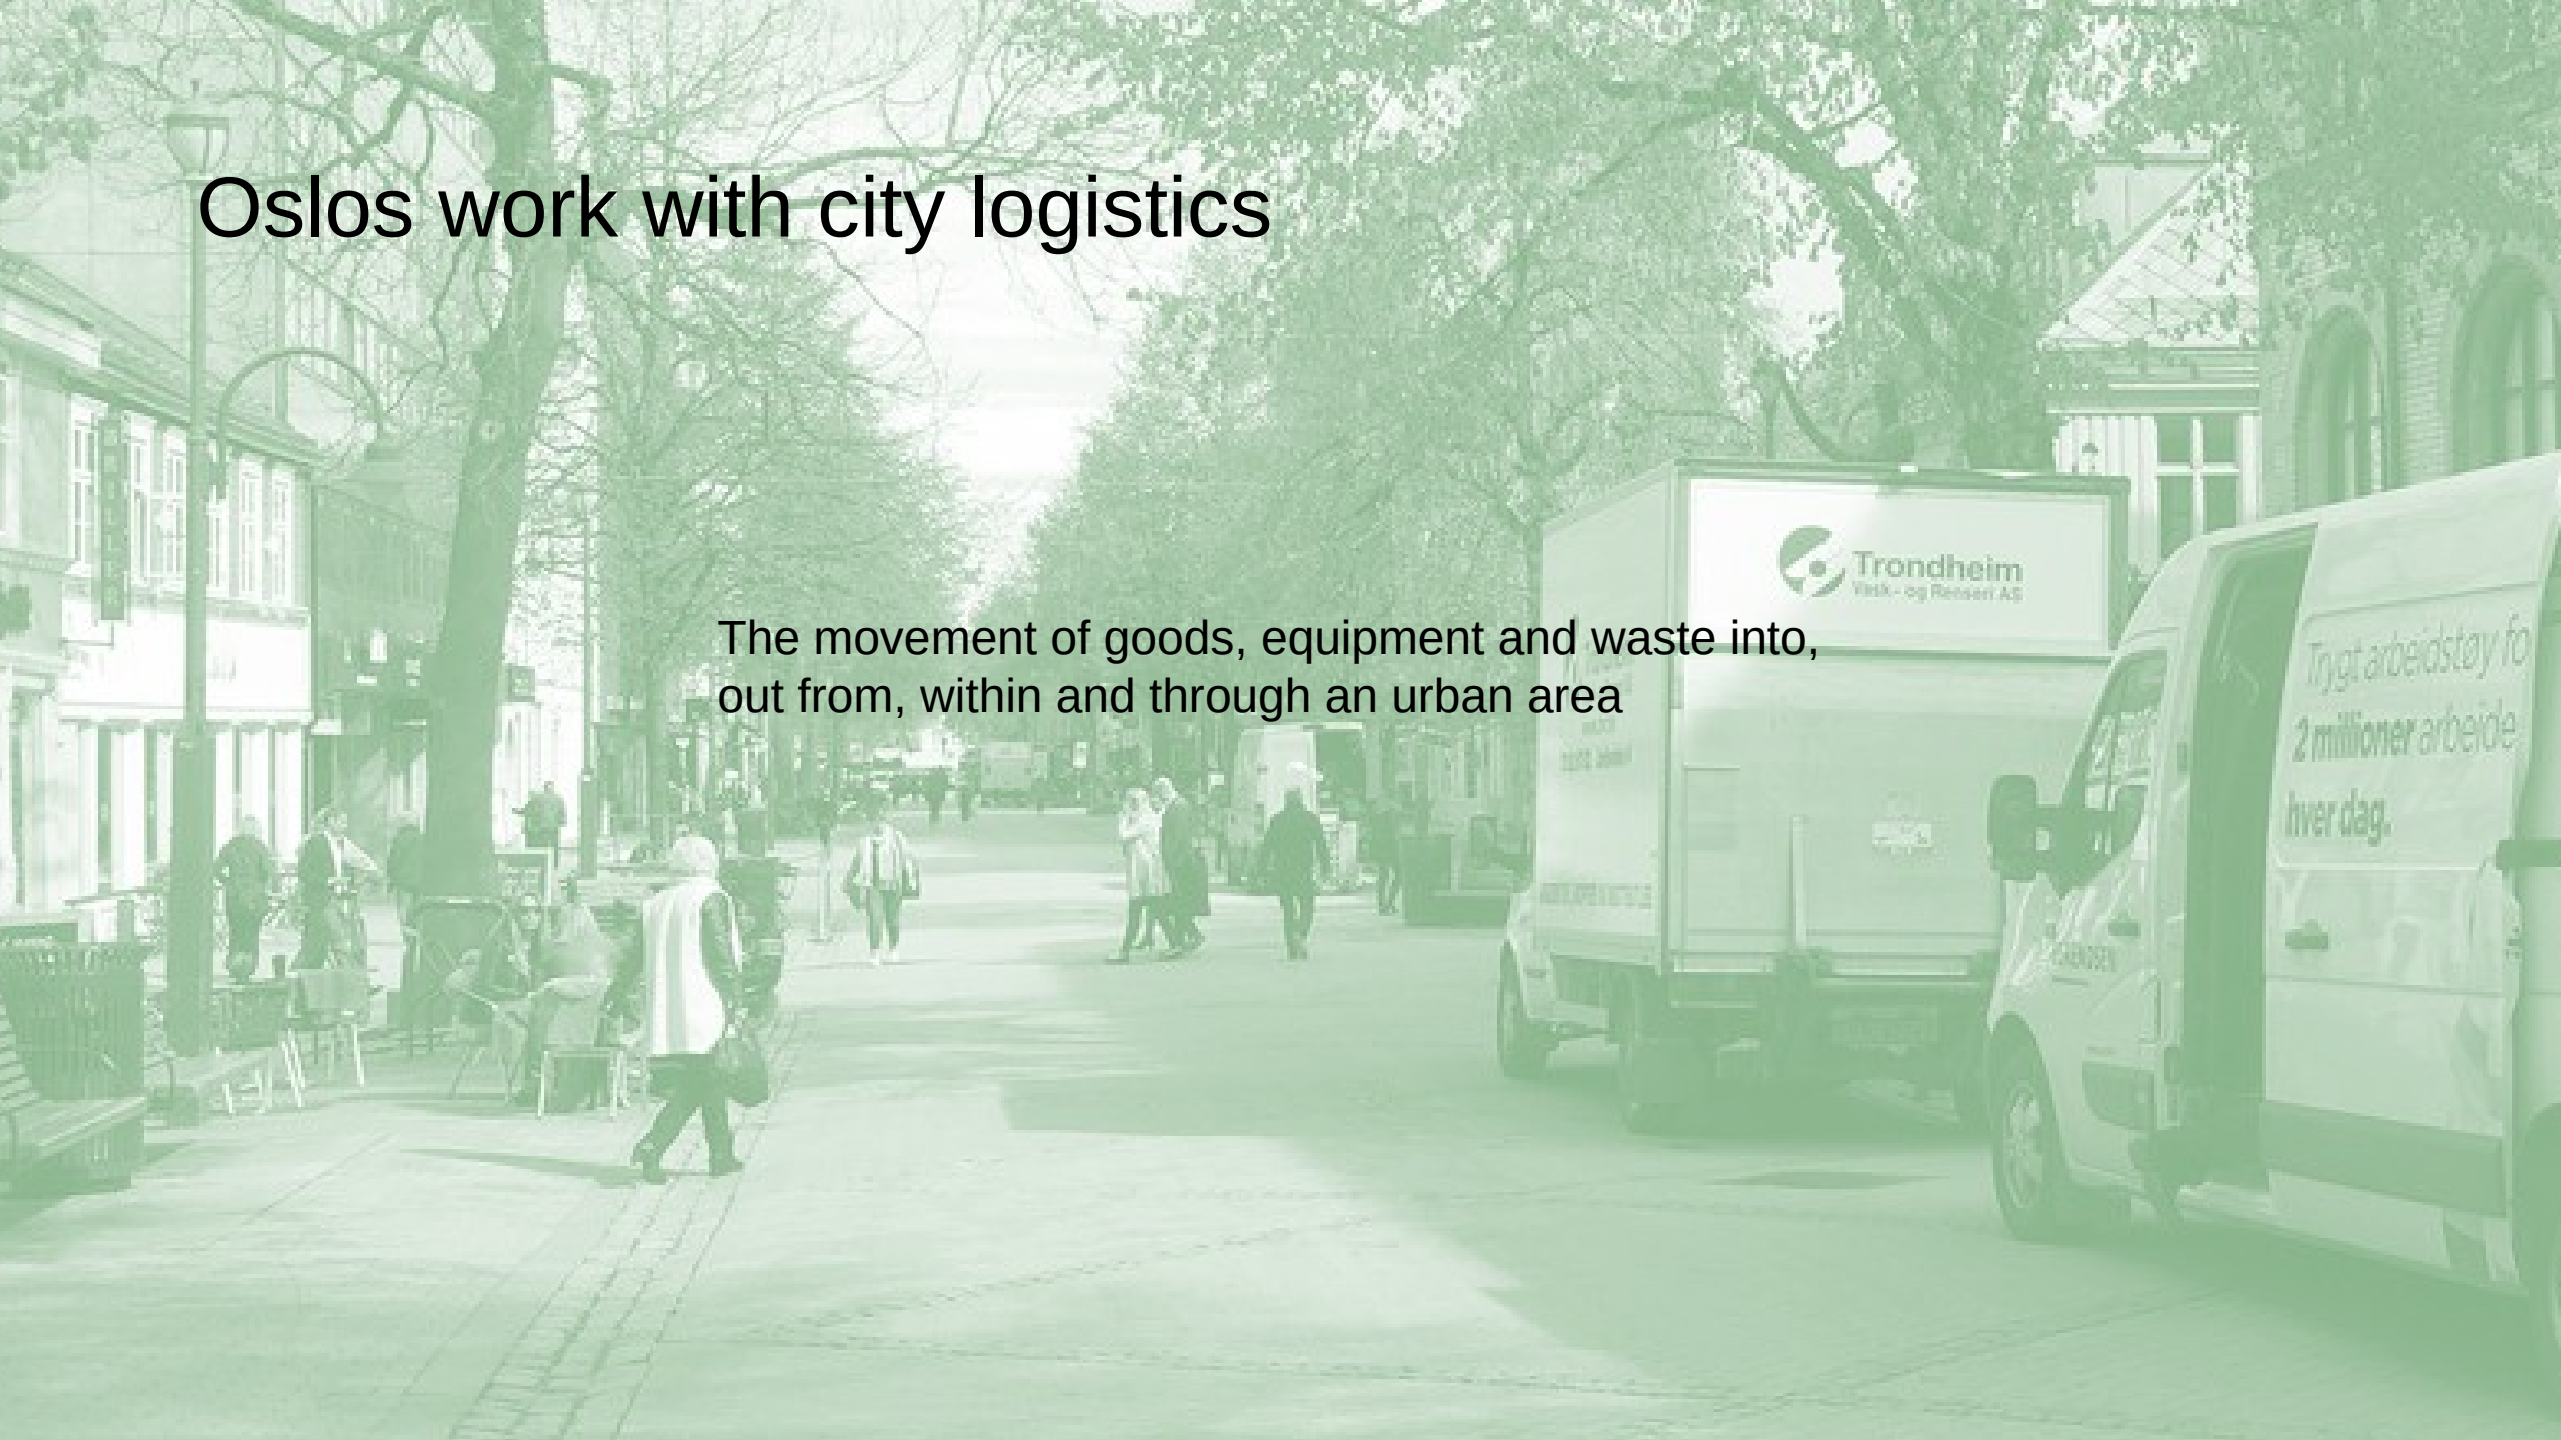 Oslos work with city logistics
Trondheim
Vask- og Renseri AS
The movement of goods, equipment and waste into,
out from, within and through an urban area
Trygt arbeidstøy fo
2 millioner arbeide
hver dag.